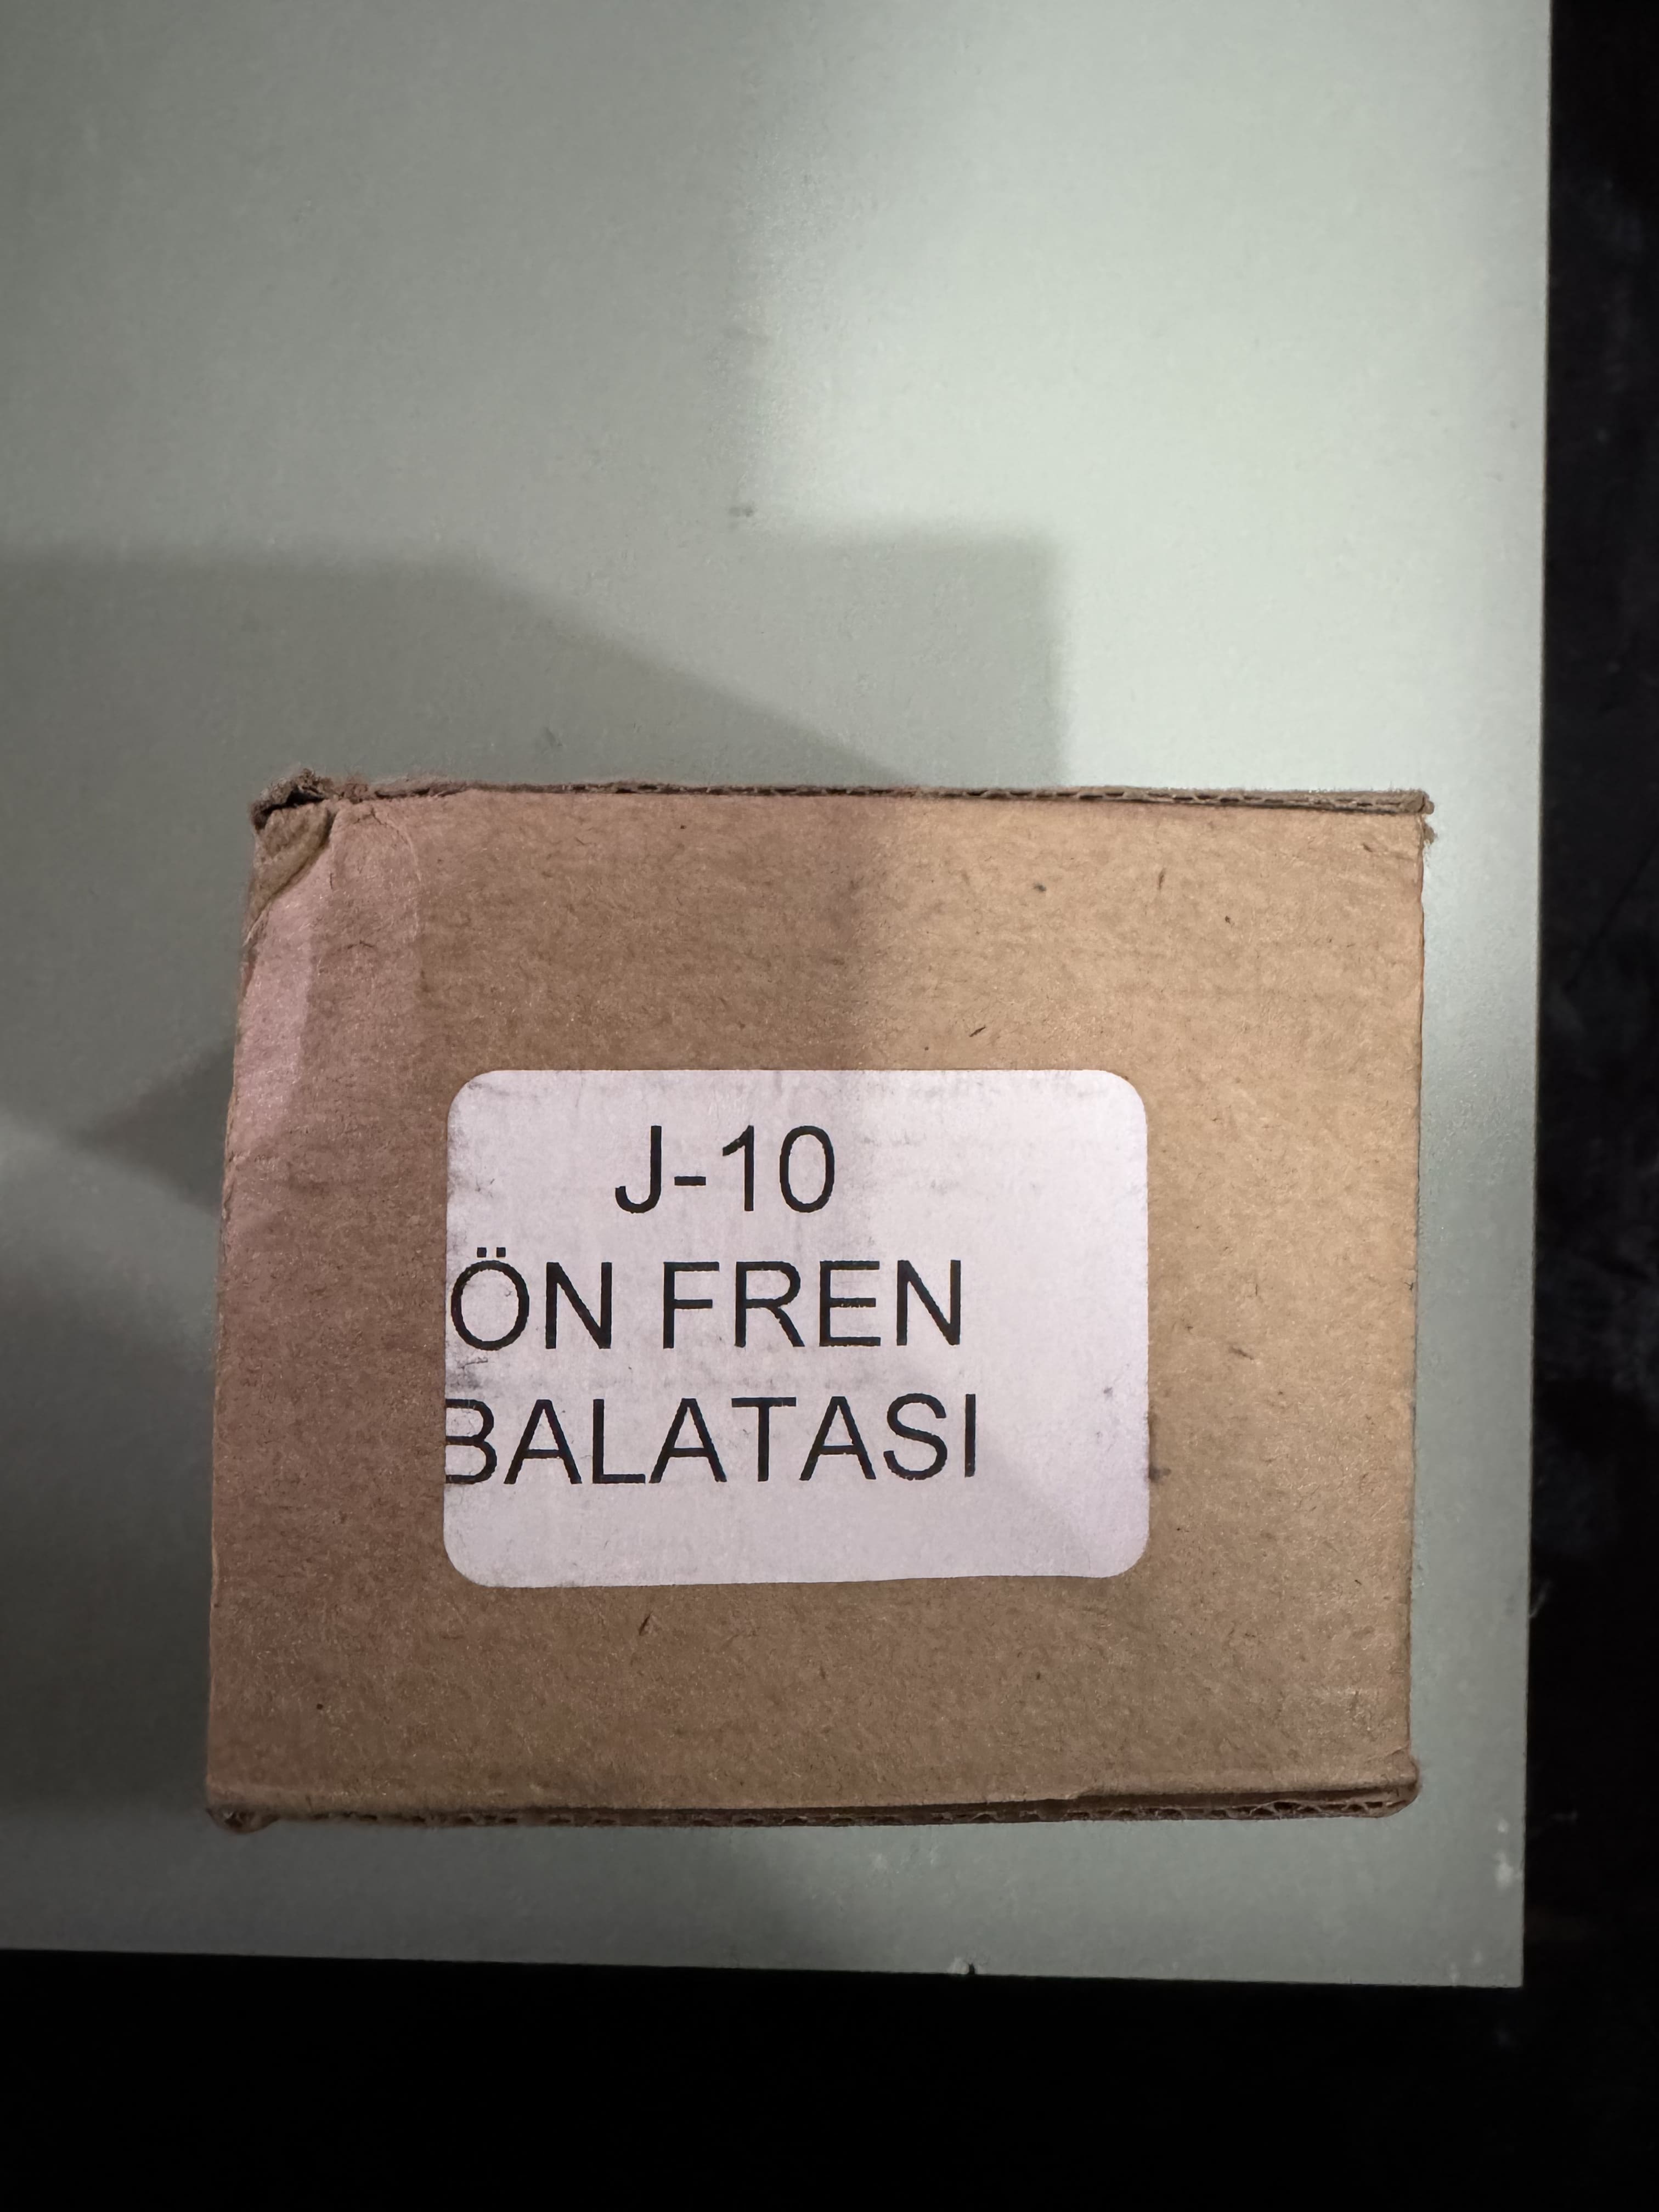 J-10
ÖN FREN
BALATASI